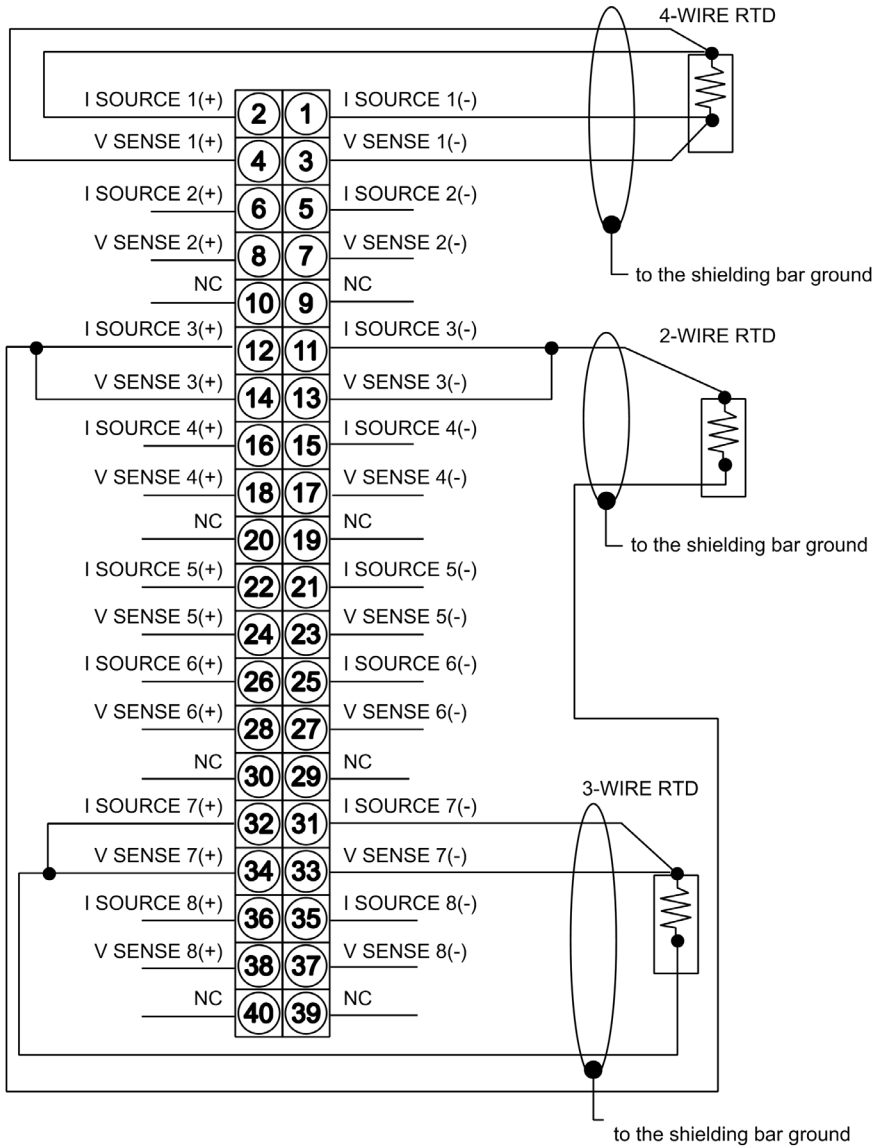 4-WIRE RTD
I SOURCE 1(+) 2 1 I SOURCE 1(-)
V SENSE 1(+) 4 3 V SENSE 1(-)
I SOURCE 2(+) 6 5 I SOURCE 2(-)
V SENSE 2(+) 8 7 V SENSE 2(-)
to the shielding bar ground
NC 10 9 NC
I SOURCE 3(+) 12 11 I SOURCE 3(-)
2-WIRE RTD
V SENSE 3(+) 14 13 V SENSE 3(-)
I SOURCE 4(+) 16 15 I SOURCE 4(-)
V SENSE 4(+) 18 17 V SENSE 4(-)
NC 20 19 NC
to the shielding bar ground
I SOURCE 5(+) 22 21 I SOURCE 5(-)
V SENSE 5(+) 24 23 V SENSE 5(-)
I SOURCE 6(+) 26 25 I SOURCE 6(-)
V SENSE 6(+) 28 27 V SENSE 6(-)
NC 30 29 NC
3-WIRE RTD
I SOURCE 7(+) 32 31 I SOURCE 7(-)
V SENSE 7(+) 34 33 V SENSE 7(-)
I SOURCE 8(+) 36 35 I SOURCE 8(-)
V SENSE 8(+) 38 37 V SENSE 8(-)
NC 40 39 NC
to the shielding bar ground